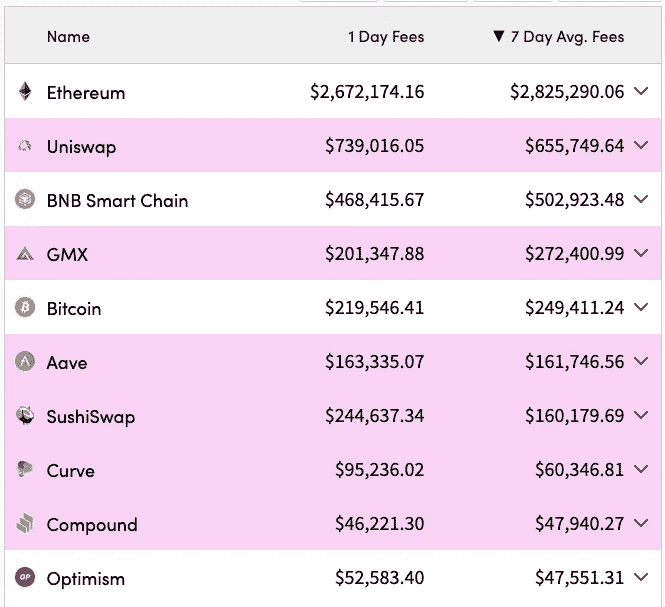 Name 1 Day Fees ▼ 7 Day Avg. Fees
Ethereum $2,672,174.16 $2,825,290.06
Uniswap $739,016.05 $655,749.64
BNB Smart Chain $468,415.67 $502,923.48
GMX $201,347.88 $272,400.99
Bitcoin $219,546.41 $249,411.24
Aave $163,335.07 $161,746.56
SushiSwap $244,637.34 $160,179.69
Curve $95,236.02 $60,346.81
Compound $46,221.30 $47,940.27
OP Optimism $52,583.40 $47,551.31